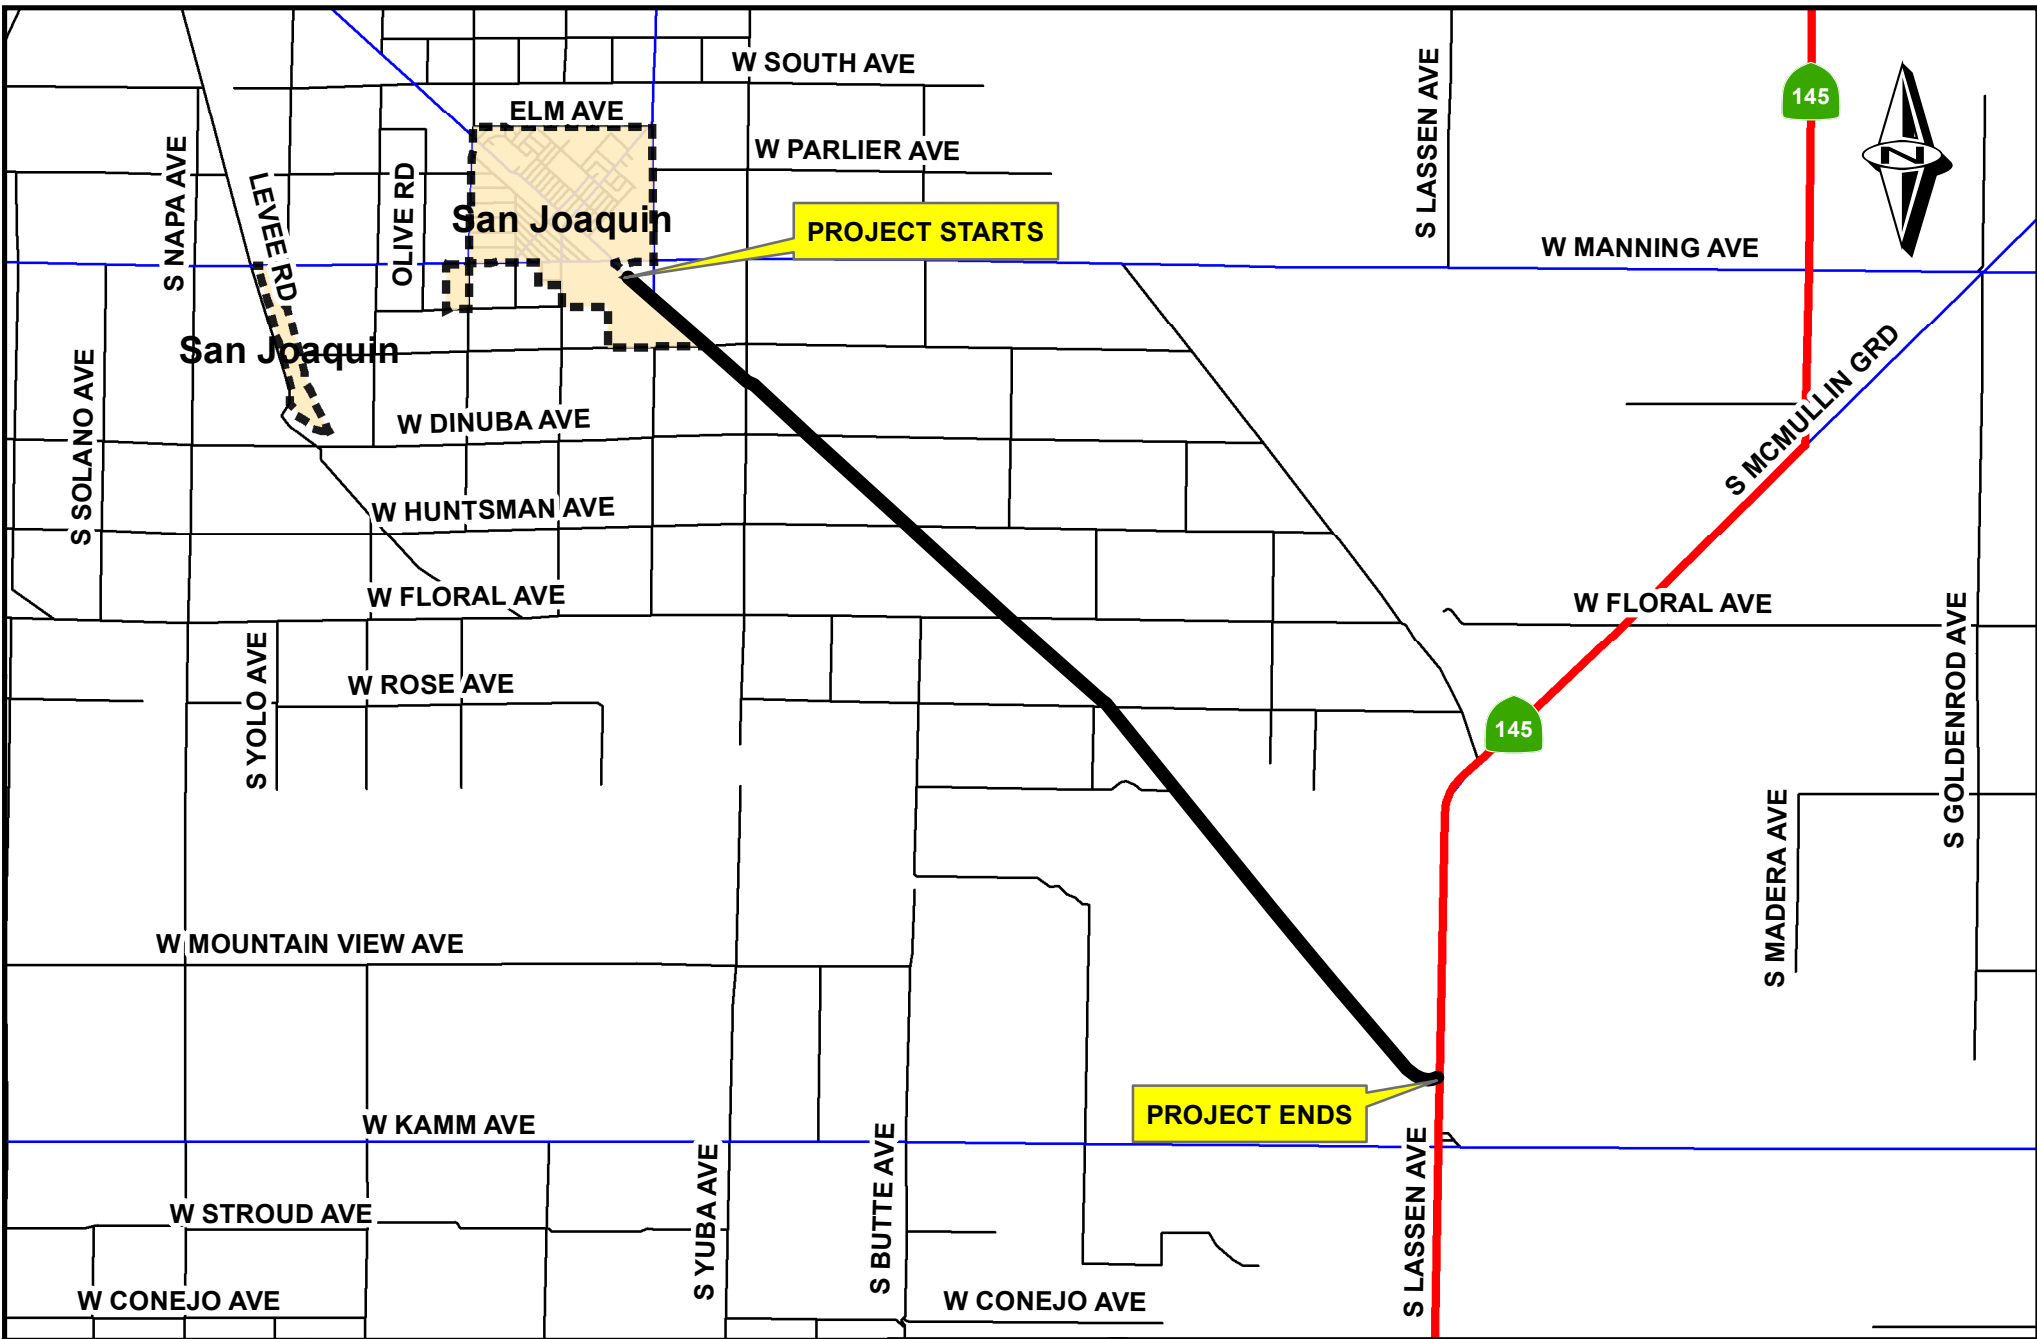 W SOUTH AVE
145
ELM AVE
S LASSEN AVE
W PARLIER AVE
N
S NAPA AVE
LEVEE RD
OLIVE RD
San Joaquin
PROJECT STARTS
W MANNING AVE
San Joaquin
S SOLANO AVE
S MCMULLIN GRD
W DINUBA AVE
W HUNTSMAN AVE
W FLORAL AVE
W FLORAL AVE
S YOLO AVE
W ROSE AVE
S GOLDENROD AVE
145
S MADERA AVE
W MOUNTAIN VIEW AVE
PROJECT ENDS
W KAMM AVE
S YUBA AVE
S BUTTE AVE
S LASSEN AVE
W STROUD AVE
W CONEJO AVE
W CONEJO AVE